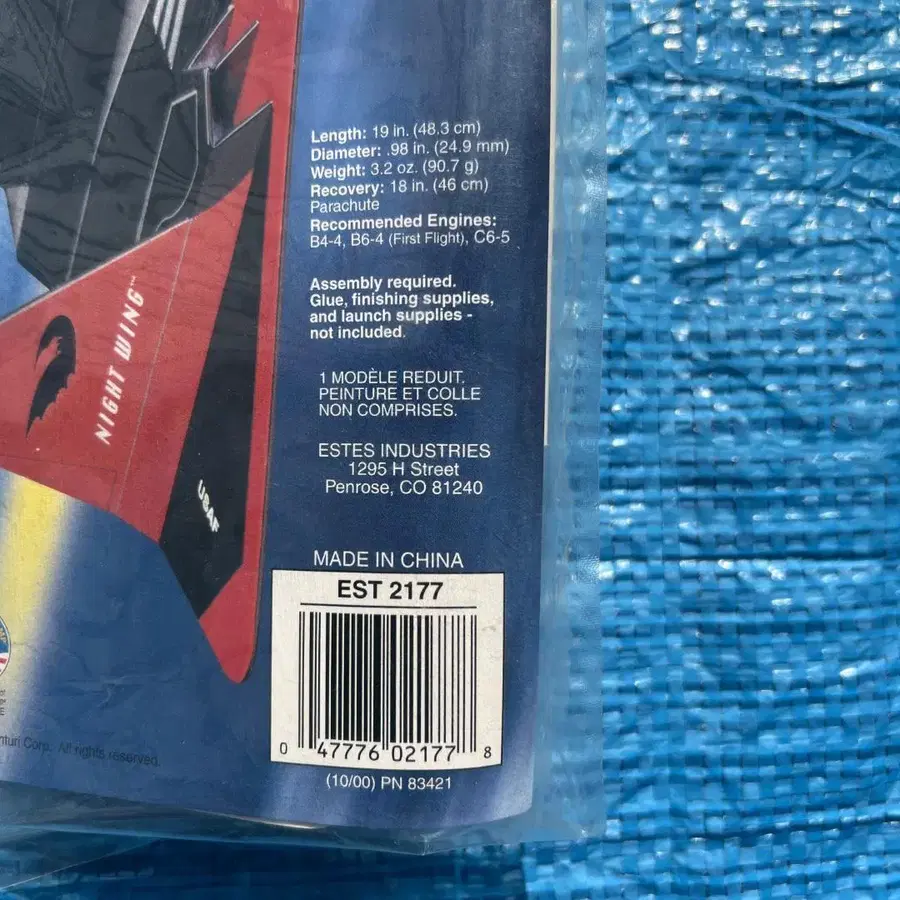 Length: 19 in. (48.3 cm)
Diameter: .98 in. (24.9 mm)
Weight: 3.2 oz. (90.7 g)
Recovery: 18 in. (46 cm)
Parachute
Recommended Engines:
B4-4, B6-4 (First Flight), C6-5
Assembly required.
Glue, finishing supplies,
and launch supplies -
not included.
NIGHT WING™
1 MODÈLE REDUIT,
PEINTURE ET COLLE
NON COMPRISES.
ESTES INDUSTRIES
1295 H Street
Penrose, CO 81240
USAF
MADE IN CHINA
EST 2177
0 47776 02177 8
Corp. All rights reserved.
(10/00) PN 83421